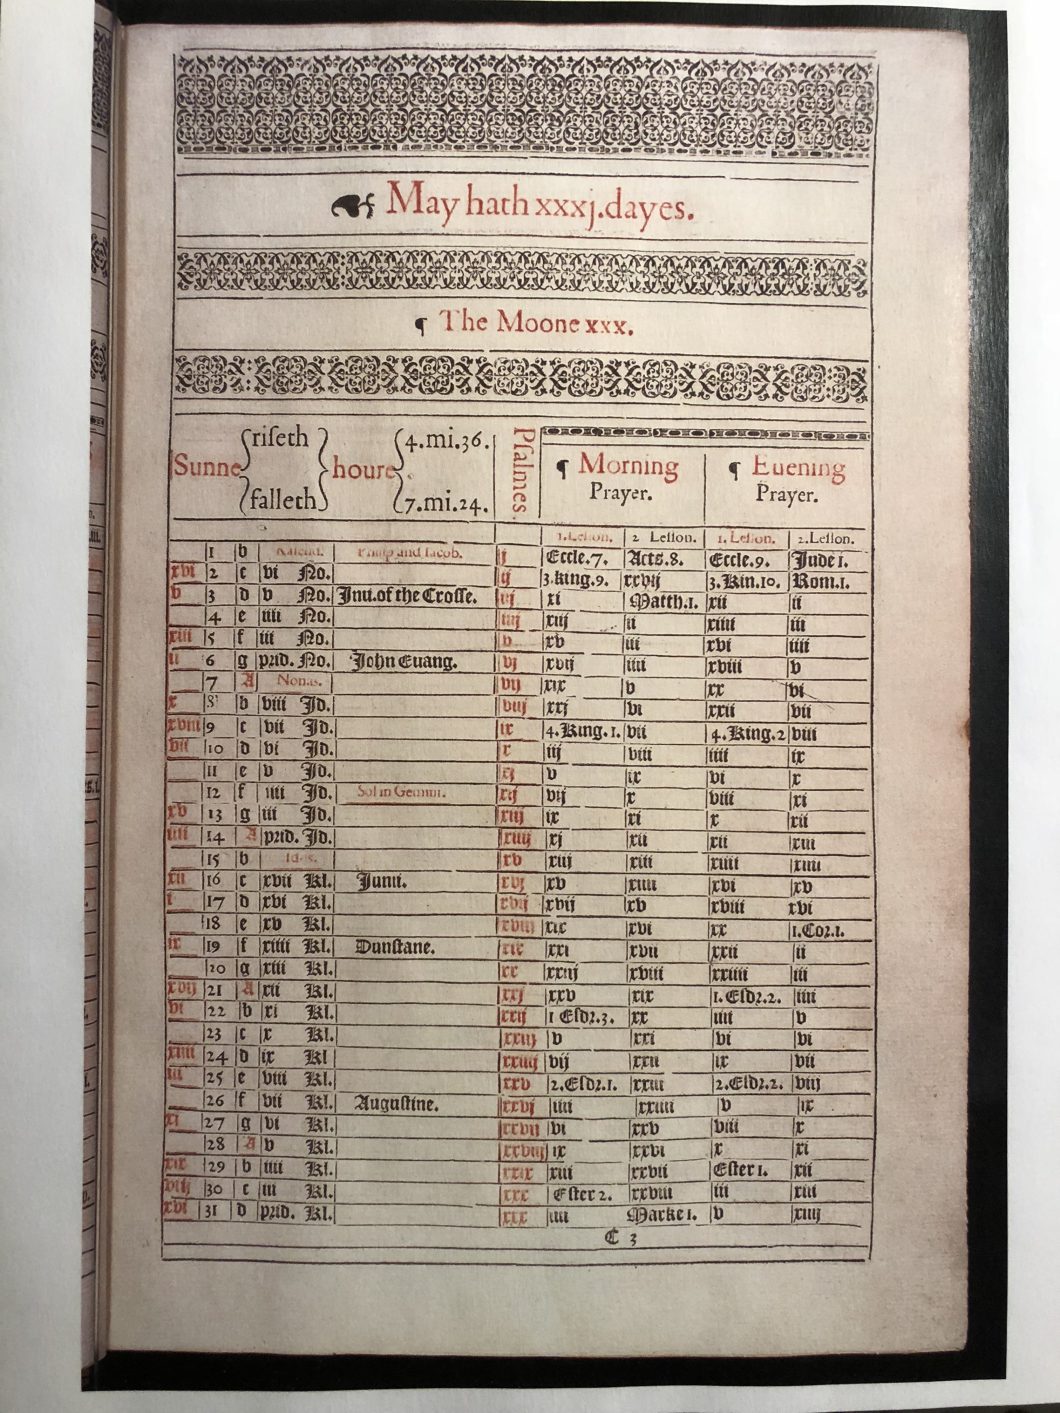 May hath xxxj.dayes.
¶ The Moone xxx.
Sunne riseth falleth houre 4.mi.36. 7.mi.24.
Psalmes.
¶ Morning Prayer.
¶ Euening Prayer.
1.Lesson. 2 Lesson. 1. Lesson. 2.Lesson.
1 b Kalend. Philip and Iacob. j Eccle.7. Acts.8. Eccle.9. Jude 1.
xvi 2 c vi No. ij 3.king.9. xxvij 3.Kin.10. Rom.1.
v 3 d v No. Inu.of the Crosse. iij xi Matth.1. xii ii
4 e iiii No. iiij xiij ii xiiii iii
xiii 5 f iii No. v xv iii xvi iiii
ii 6 g prid. No. John Euang. vj xvij iiii xviii v
7 A Nonas. vij xix v xx vi
x 8 b viii Jd. viij xxj vi xxii vii
xviii 9 c vii Jd. ix 4.King.1. vii 4.King.2 viii
vii 10 d vi Jd. x iij viii iiii ix
11 e v Jd. xj v ix vi x
12 f iiii Jd. Sol in Gemini. xij vij x viii xi
xv 13 g iii Jd. xiij ix xi x xii
iiii 14 A prid. Jd. xiiij xj xii xii xiii
15 b Idus. xv xiij xiii xiiii xiiii
xii 16 c xvii Kl. Junii. xvj xv xiiii xvi xv
i 17 d xvi Kl. xvij xvij xv xviii xvi
18 e xv Kl. xviij xix xvi xx 1.Cor.1.
ix 19 f xiiii Kl. Dunstane. xix xxi xvii xxii ii
20 g xiii Kl. xx xxiij xviii xxiiii iii
xvij 21 A xii Kl. xxj xxv xix 1.Esdr.2. iiii
vi 22 b xi Kl. xxij 1 Esdr.3. xx iiii v
23 c x Kl. xxiij v xxi vi vi
xiiii 24 d ix Kl xxiiij vij xxii ix vii
iii 25 e viii Kl. xxv 2.Esdr.1. xxiii 2.Esdr.2. viij
26 f vii Kl. Augustine. xxvj iiii xxiiii v ix
xi 27 g vi Kl. xxvij vi xxv viii x
28 A v Kl. xxviij ix xxvi x xi
xix 29 b iiii Kl. xxix xiii xxvii Ester 1. xii
viij 30 c iii Kl. xxx Ester 2. xxviii iii xiii
xvi 31 d prid. Kl. xxx iiii Marke 1. v xiiij
C 3